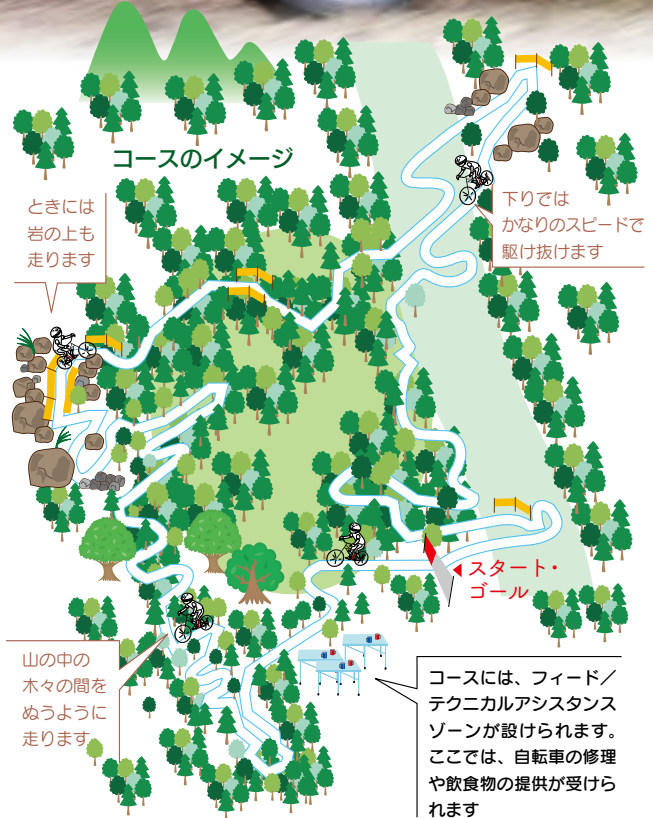 コースのイメージ
ときには
岩の上も
走ります
下りでは
かなりのスピードで
駆け抜けます
スタート・
ゴール
山の中の
木々の間を
ぬうように
走ります
コースには、フィード／
テクニカルアシスタンス
ゾーンが設けられます。
ここでは、自転車の修理
や飲食物の提供が受けら
れます